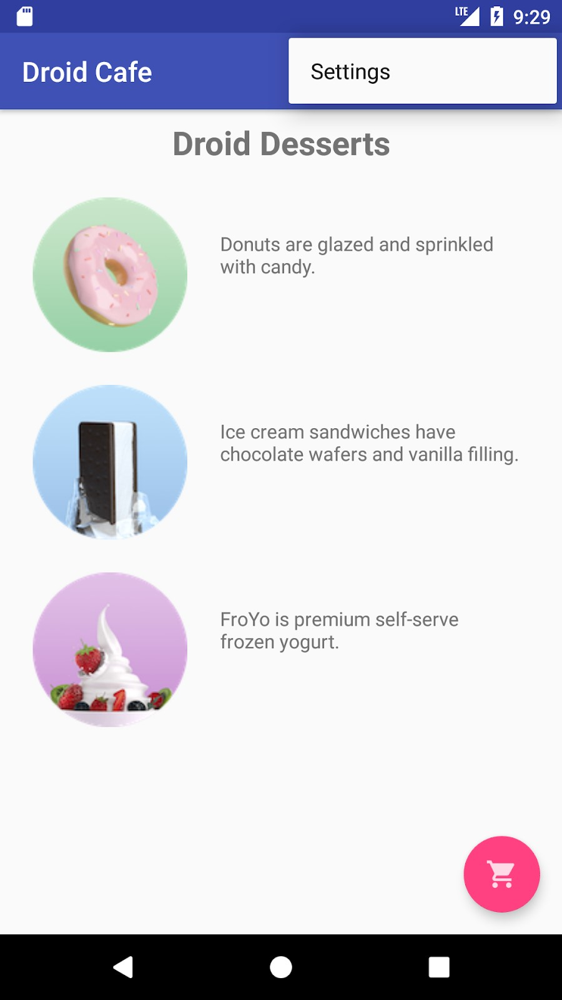 LTE 9:29
Droid Cafe
Settings
Droid Desserts
Donuts are glazed and sprinkled
with candy.
Ice cream sandwiches have
chocolate wafers and vanilla filling.
FroYo is premium self-serve
frozen yogurt.